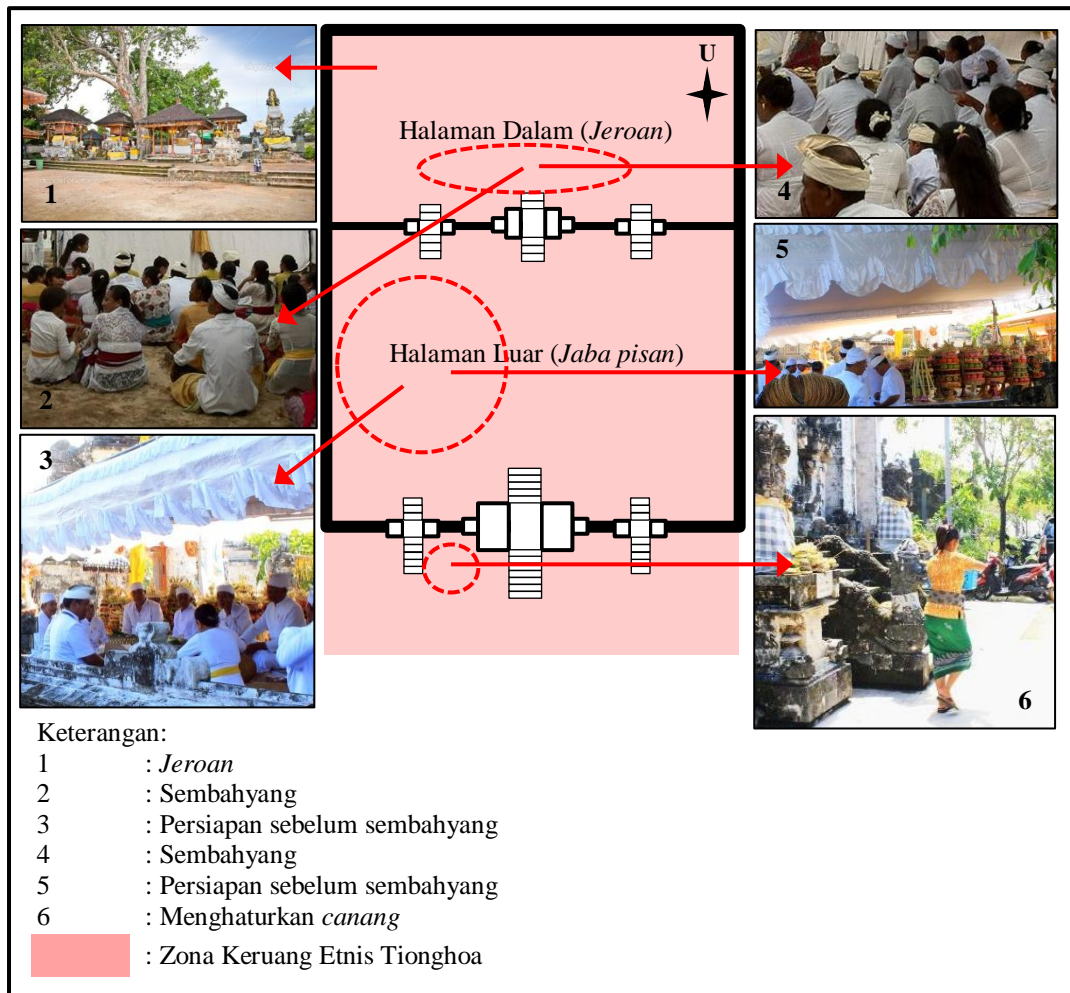 1
U
Halaman Dalam (Jeroan)
4
2
5
Halaman Luar (Jaba pisan)
3
6
Keterangan:
1 : Jeroan
2 : Sembahyang
3 : Persiapan sebelum sembahyang
4 : Sembahyang
5 : Persiapan sebelum sembahyang
6 : Menghaturkan canang
: Zona Keruang Etnis Tionghoa